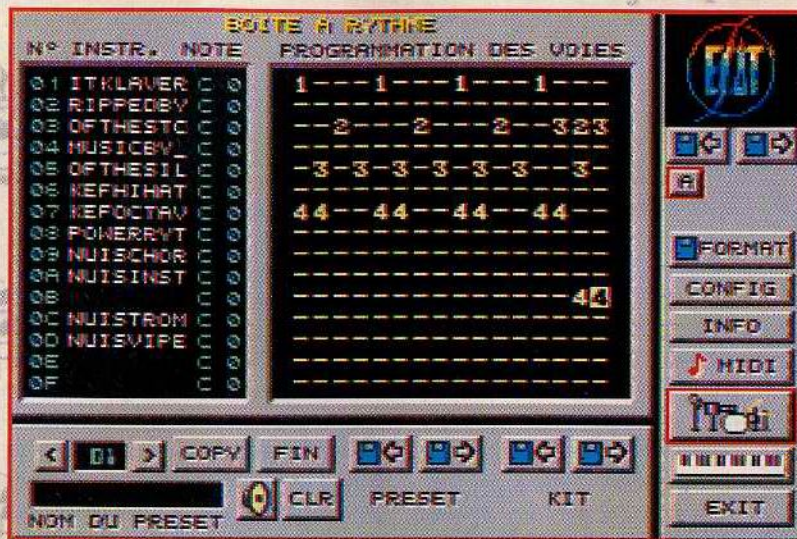 BOITE A RYTHME
N° INSTR. NOTE PROGRAMMATION DES VOIES
01 ITKLAVER C 0 1---1---1---1---
02 RIPPEDBY C 0 ----------------
03 OFTHESTC C 0 --2---2---2--323
04 MUSICBY_ C 0 ----------------
05 OFTHESIL C 0 -3-3-3-3-3-3--3-
06 KEFHIHAT C 0 ----------------
07 KEFOCTAV C 0 44--44--44--44--
08 POWERRYT C 0 ----------------
09 NUISCHOR C 0 ----------------
0A NUISINST C 0 ----------------
0B C 0 --------------44
0C NUISTROM C 0 ----------------
0D NUISVIPE C 0 ----------------
0E C 0 ----------------
0F C 0 ----------------
A
FORMAT
CONFIG
INFO
MIDI
EXIT
< 01 > COPY FIN
CLR PRESET KIT
NOM DU PRESET